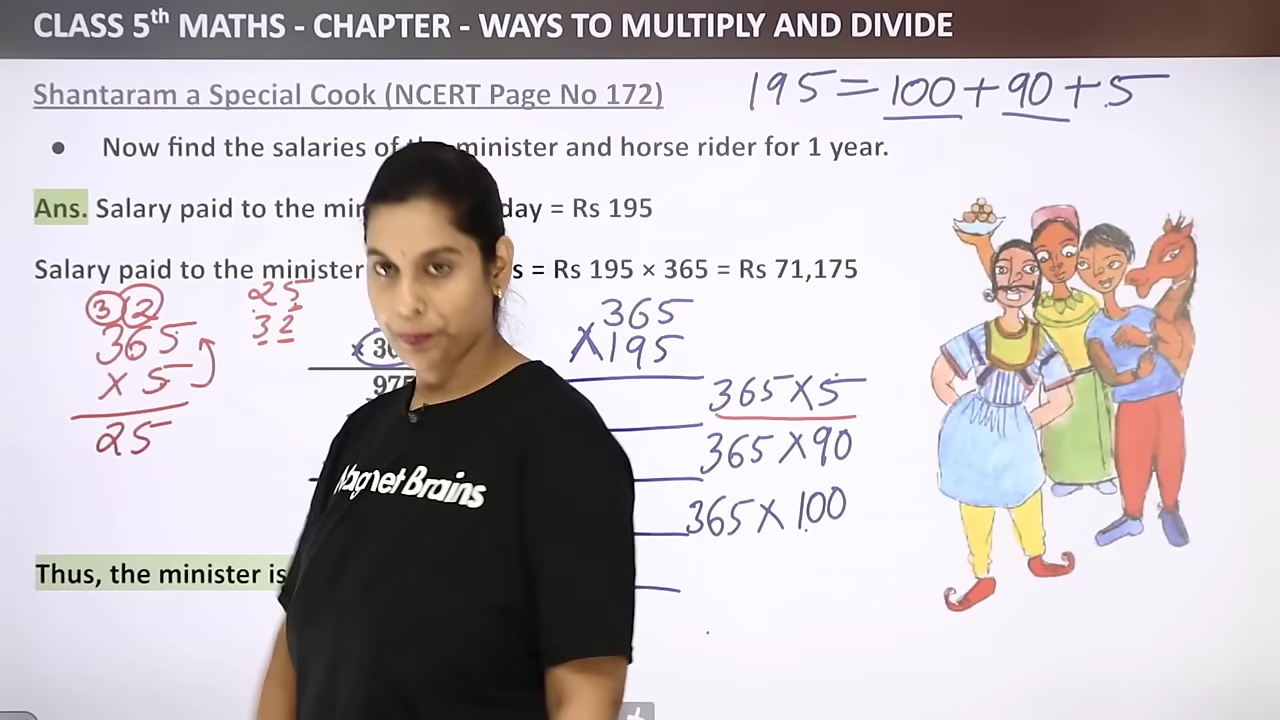 CLASS 5th MATHS - CHAPTER - WAYS TO MULTIPLY AND DIVIDE
195 = 100 + 90 + 5
Shantaram a Special Cook (NCERT Page No 172)
• Now find the salaries of minister and horse rider for 1 year.
Ans. Salary paid to the day = Rs 195
Salary paid to the minister s = Rs 195 × 365 = Rs 71,175
3 2
365
× 5
25
25
32
×
975
365
×195
365×5
365×90
365×100
Magnet Brains
Thus, the minister is